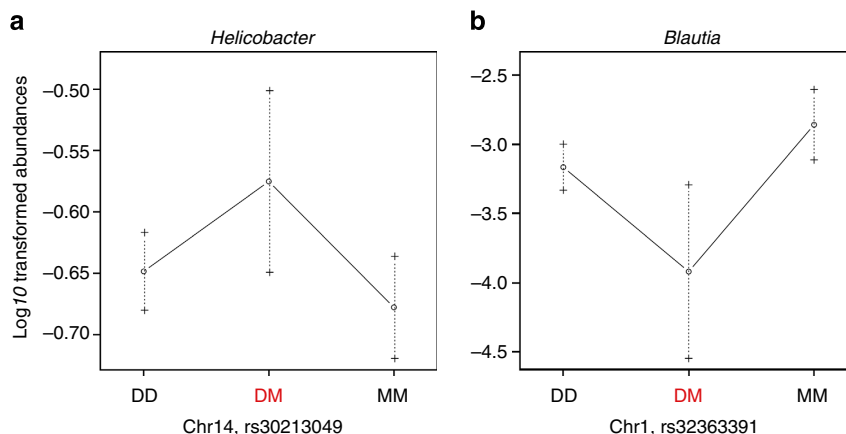 a
Helicobacter
Log10 transformed abundances
−0.50
−0.55
−0.60
−0.65
−0.70
DD
DM
MM
Chr14, rs30213049
b
Blautia
−2.5
−3.0
−3.5
−4.0
−4.5
DD
DM
MM
Chr1, rs32363391